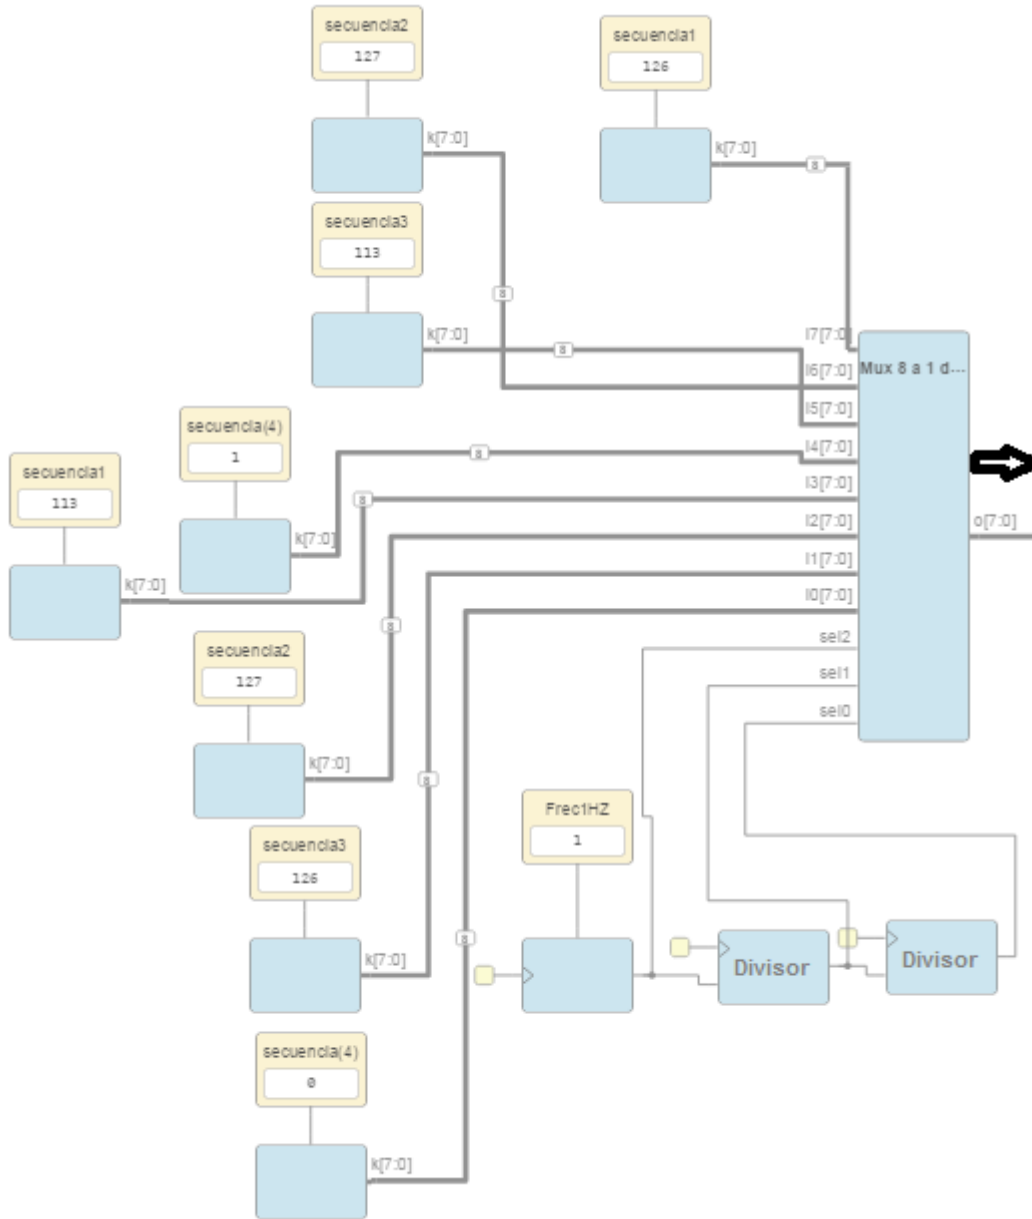 secuencia2
127
secuencia1
126
k[7:0]
k[7:0]
8
secuencia3
113
8
k[7:0]
8
I7[7:0]
I6[7:0]
Mux 8 a 1 d...
I5[7:0]
secuencia(4)
1
I4[7:0]
8
secuencia1
113
I3[7:0]
8
I2[7:0]
o[7:0]
k[7:0]
I1[7:0]
k[7:0]
I0[7:0]
8
sel2
secuencia2
127
sel1
sel0
k[7:0]
8
Frec1HZ
1
secuencia3
126
8
k[7:0]
Divisor
Divisor
secuencia(4)
0
k[7:0]